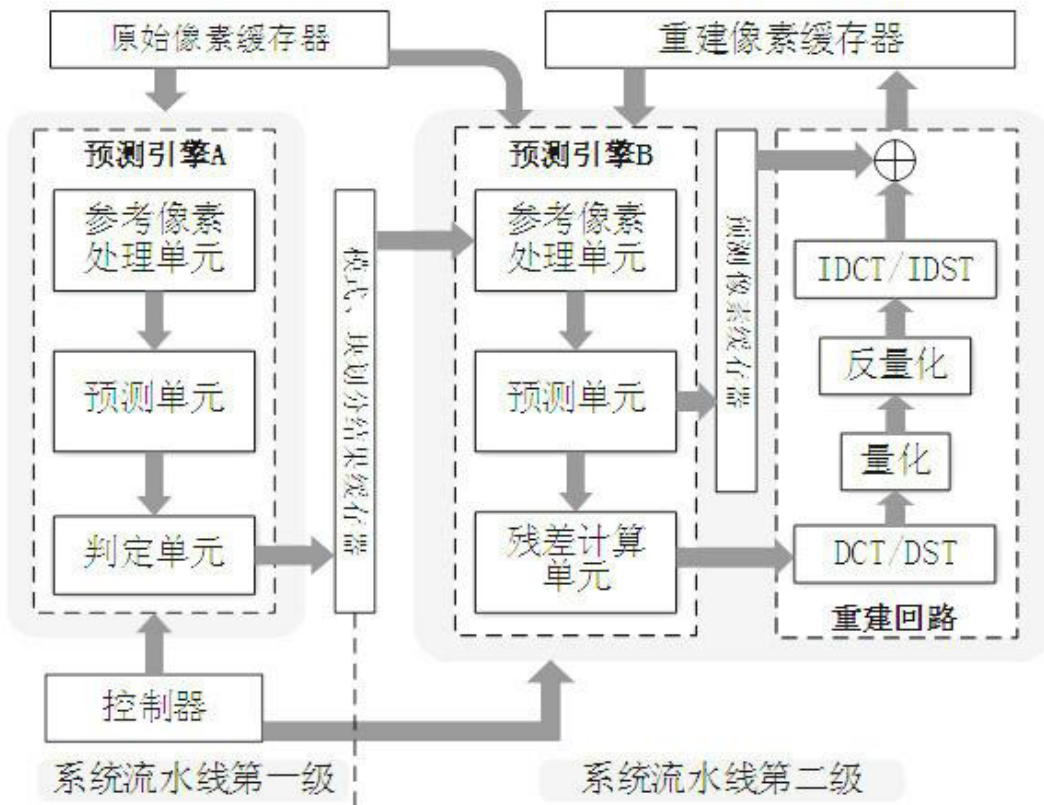 原始像素缓存器
重建像素缓存器
预测引擎A
参考像素
处理单元
预测单元
判定单元
模式、块划分结果缓存器
预测引擎B
参考像素
处理单元
预测单元
残差计算
单元
预测像素缓存器
IDCT/IDST
反量化
量化
DCT/DST
重建回路
控制器
系统流水线第一级
系统流水线第二级